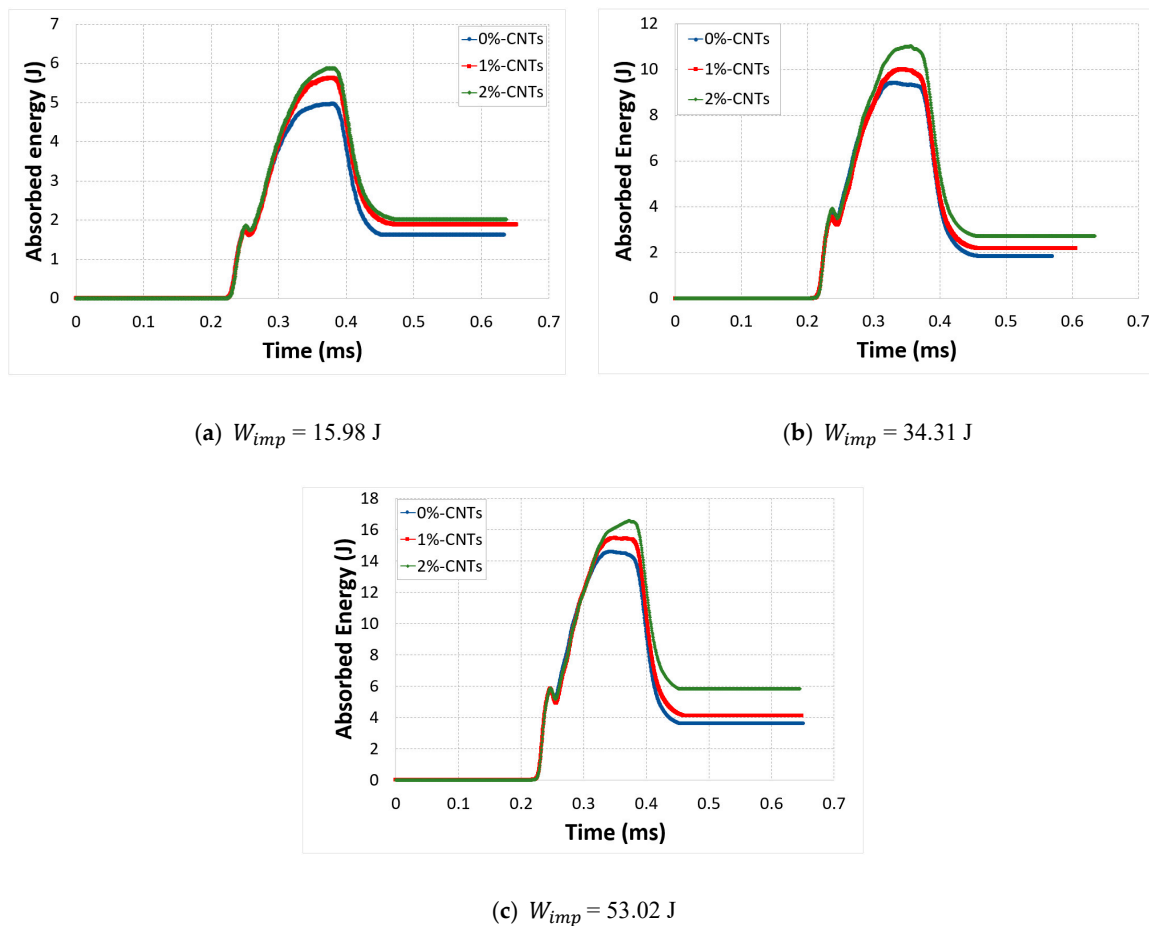 7
6
5
4
3
2
1
0
Absorbed energy (J)
0%-CNTs
1%-CNTs
2%-CNTs
0 0.1 0.2 0.3 0.4 0.5 0.6 0.7
Time (ms)
(a) W_imp = 15.98 J
12
10
8
6
4
2
0
Absorbed Energy (J)
0%-CNTs
1%-CNTs
2%-CNTs
0 0.1 0.2 0.3 0.4 0.5 0.6 0.7
Time (ms)
(b) W_imp = 34.31 J
18
16
14
12
10
8
6
4
2
0
Absorbed Energy (J)
0%-CNTs
1%-CNTs
2%-CNTs
0 0.1 0.2 0.3 0.4 0.5 0.6 0.7
Time (ms)
(c) W_imp = 53.02 J